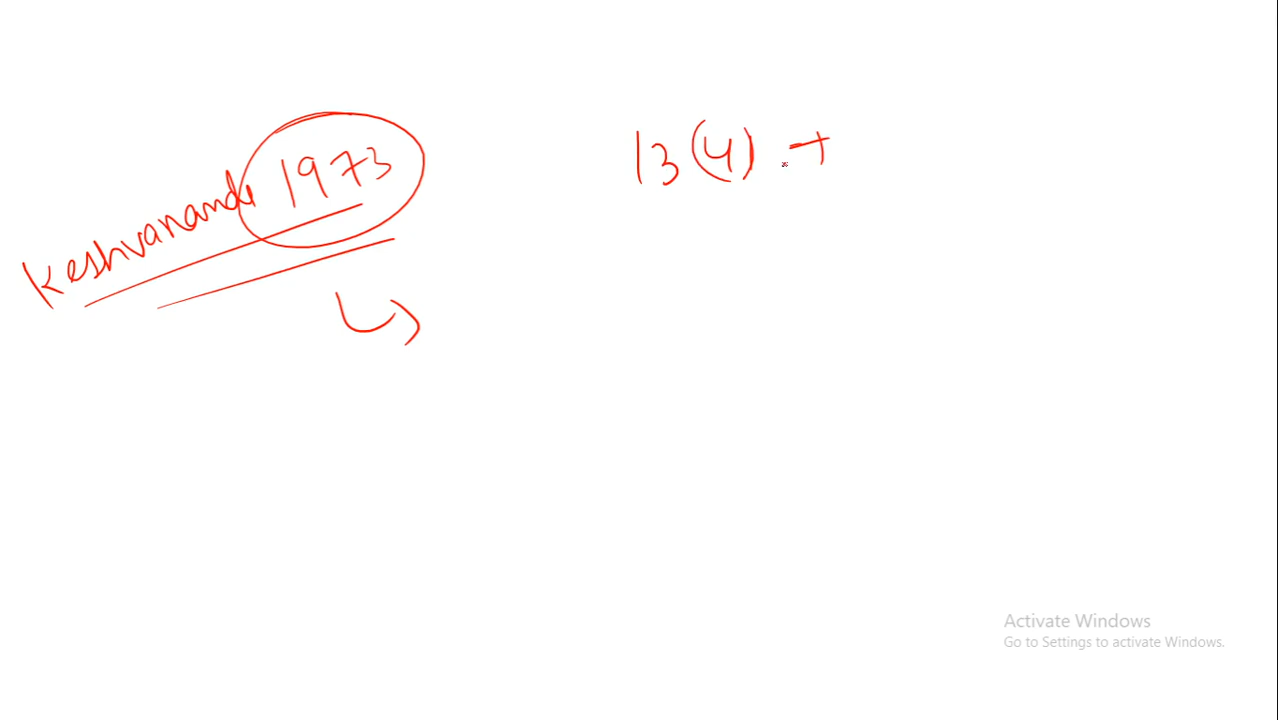 Keshvananda 1973
13(4) →
Activate Windows
Go to Settings to activate Windows.